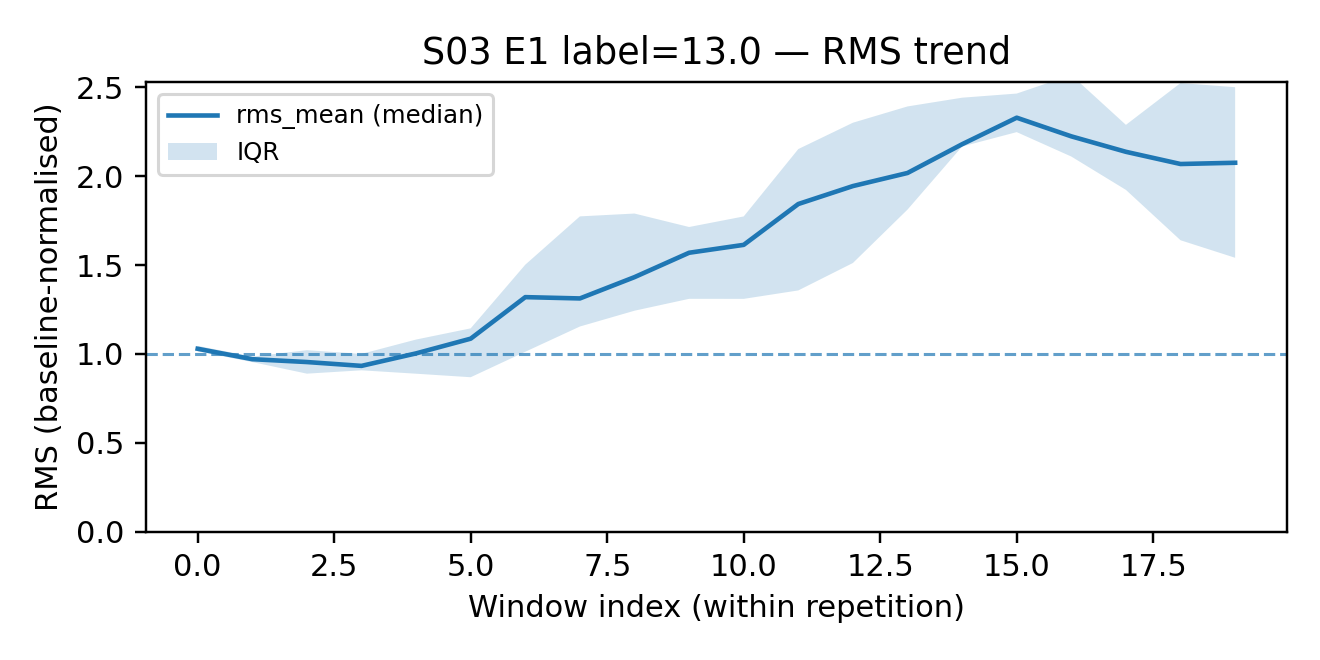 S03 E1 label=13.0 — RMS trend
rms_mean (median)
IQR
RMS (baseline-normalised)
2.5
2.0
1.5
1.0
0.5
0.0
0.0 2.5 5.0 7.5 10.0 12.5 15.0 17.5
Window index (within repetition)